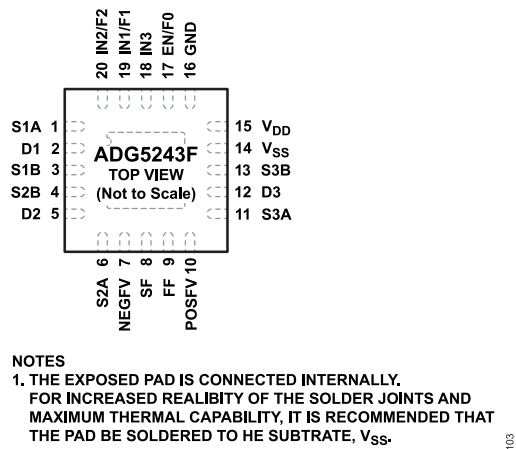 20 IN2/F2
19 IN1/F1
18 IN3
17 EN/F0
16 GND
S1A 1
D1 2
S1B 3
S2B 4
D2 5
ADG5243F
TOP VIEW
(Not to Scale)
15 VDD
14 VSS
13 S3B
12 D3
11 S3A
S2A 6
NEGFV 7
SF 8
FF 9
POSFV 10
NOTES
1. THE EXPOSED PAD IS CONNECTED INTERNALLY.
FOR INCREASED REALIBITY OF THE SOLDER JOINTS AND
MAXIMUM THERMAL CAPABILITY, IT IS RECOMMENDED THAT
THE PAD BE SOLDERED TO HE SUBTRATE, VSS.
103